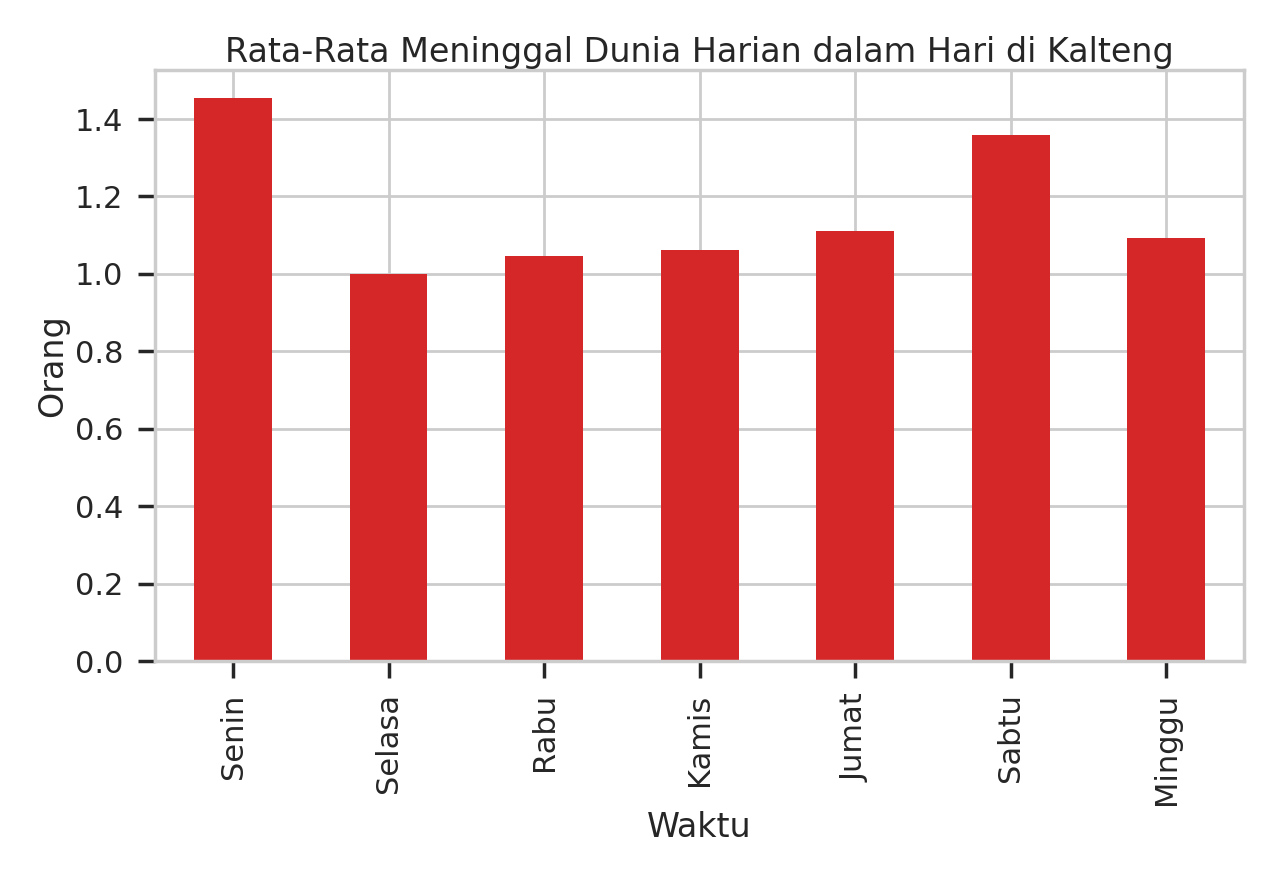 Rata-Rata Meninggal Dunia Harian dalam Hari di Kalteng
Orang
1.4
1.2
1.0
0.8
0.6
0.4
0.2
0.0
Senin
Selasa
Rabu
Kamis
Jumat
Sabtu
Minggu
Waktu